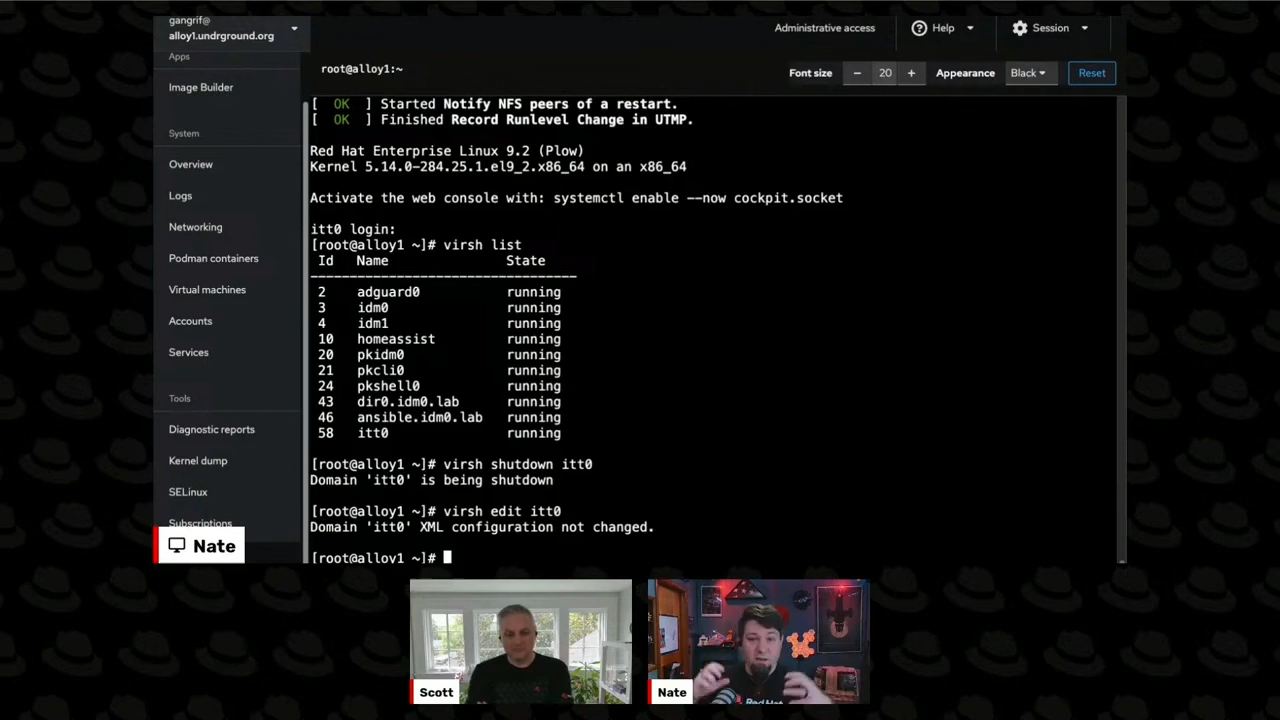 gangrif@
alloy1.undrground.org
Administrative access
Help
Session
Apps
Image Builder
System
Overview
Logs
Networking
Podman containers
Virtual machines
Accounts
Services
Tools
Diagnostic reports
Kernel dump
SELinux
Subscriptions
root@alloy1:~
Font size
20
Appearance
Black
Reset
[  OK  ] Started Notify NFS peers of a restart.
[  OK  ] Finished Record Runlevel Change in UTMP.
Red Hat Enterprise Linux 9.2 (Plow)
Kernel 5.14.0-284.25.1.el9_2.x86_64 on an x86_64
Activate the web console with: systemctl enable --now cockpit.socket
itt0 login:
[root@alloy1 ~]# virsh list
Id   Name   State
2   adguard0   running
3   idm0   running
4   idm1   running
10   homeassist   running
20   pkidm0   running
21   pkcli0   running
24   pkshell0   running
43   dir0.idm0.lab   running
46   ansible.idm0.lab   running
58   itt0   running
[root@alloy1 ~]# virsh shutdown itt0
Domain 'itt0' is being shutdown
[root@alloy1 ~]# virsh edit itt0
Domain 'itt0' XML configuration not changed.
[root@alloy1 ~]#
Nate
Scott
Nate
Red Hat